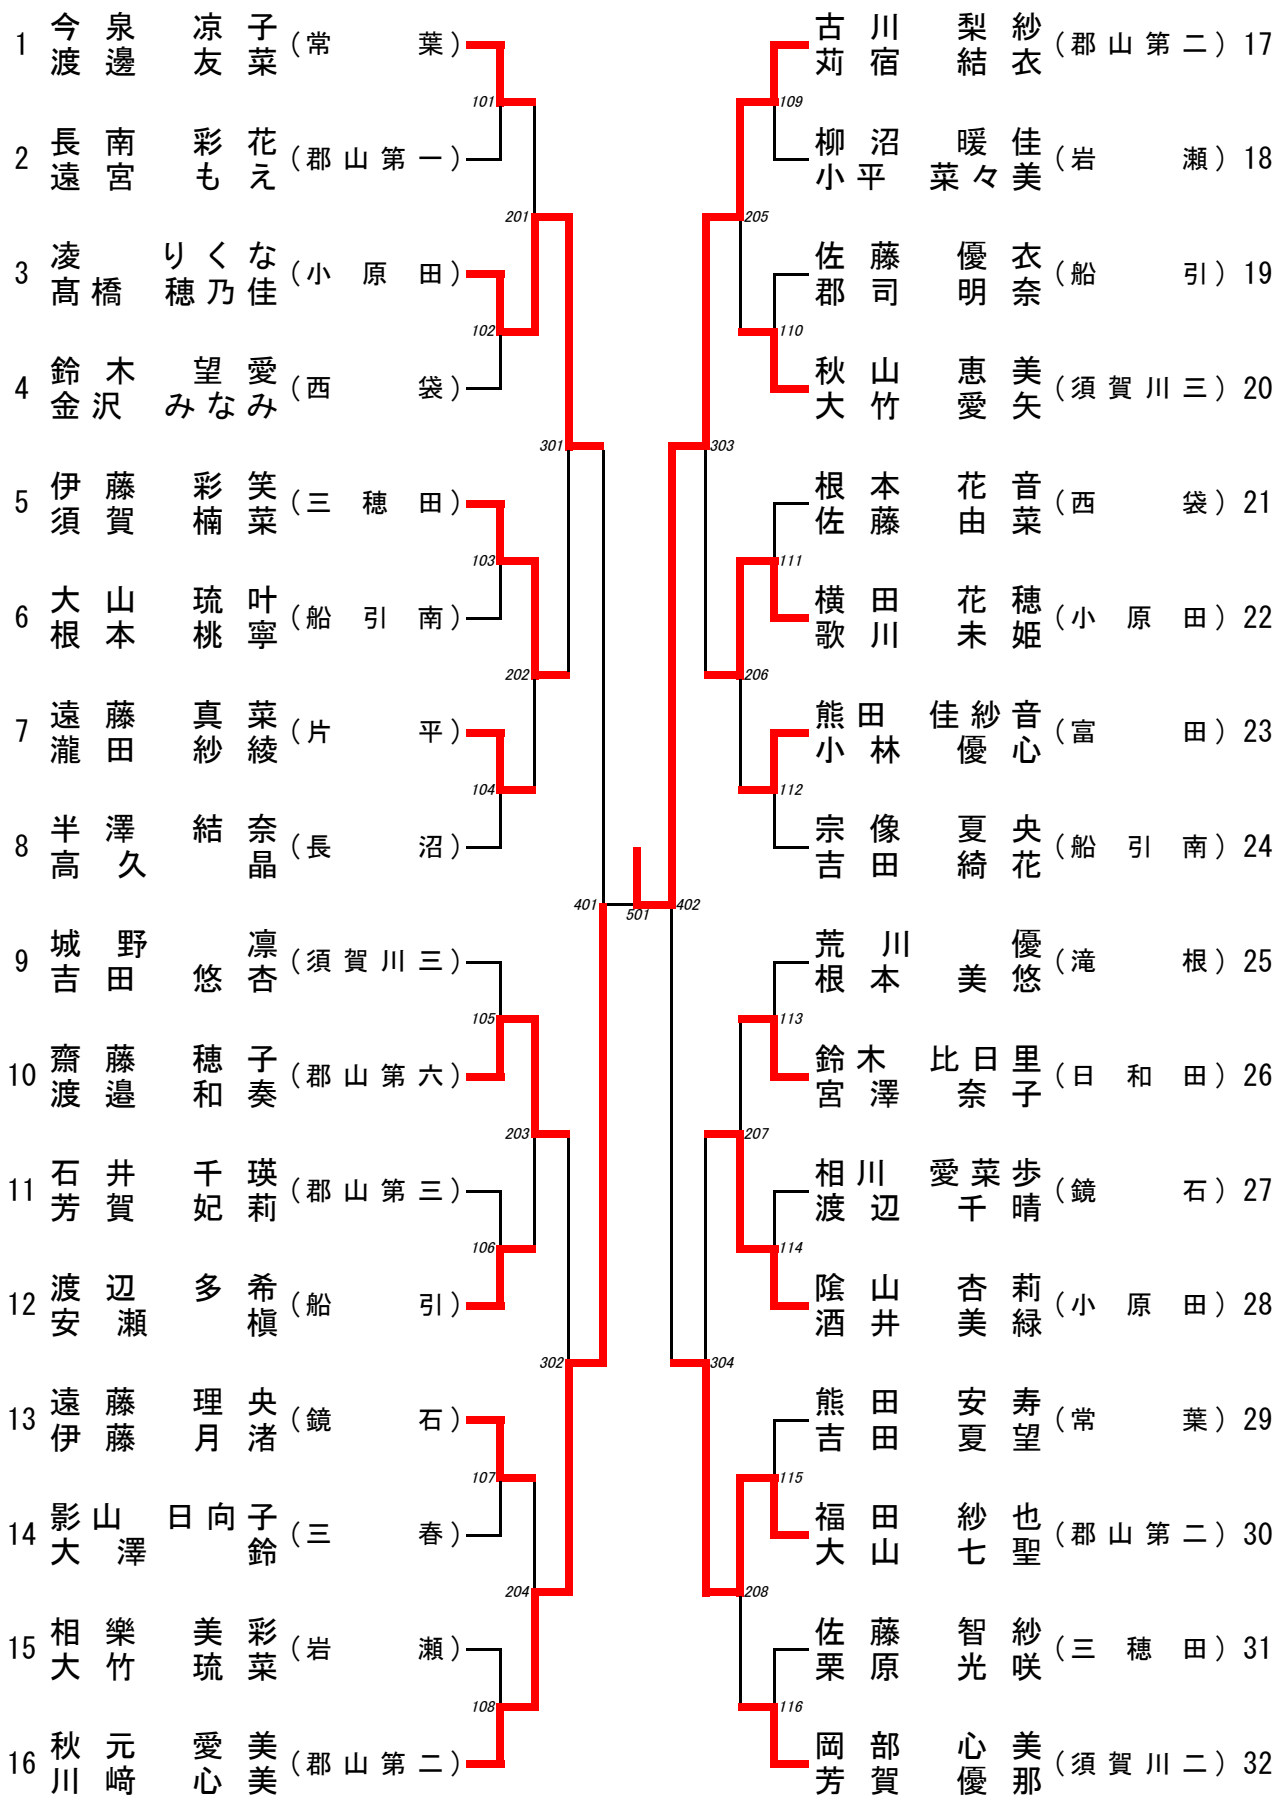 1 今泉 凉子 (常葉)
渡邊 友菜
2 長南 彩花 (郡山第一)
遠宮 もえ
3 凌 りくな (小原田)
髙橋 穂乃佳
4 鈴木 望愛 (西袋)
金沢 みなみ
5 伊藤 彩笑 (三穂田)
須賀 楠菜
6 大山 琉叶 (船引南)
根本 桃寧
7 遠藤 真菜 (片平)
瀧田 紗綾
8 半澤 結奈 (長沼)
高久 晶
9 城野 凛 (須賀川三)
吉田 悠杏
10 齋藤 穂子 (郡山第六)
渡邉 和奏
11 石井 千瑛 (郡山第三)
芳賀 妃莉
12 渡辺 多希 (船引)
安瀬 槇
13 遠藤 理央 (鏡石)
伊藤 月渚
14 影山 日向子 (三春)
大澤 鈴
15 相樂 美彩 (岩瀬)
大竹 琉菜
16 秋元 愛美 (郡山第二)
川﨑 心美
101
102
103
104
105
106
107
108
201
202
203
204
301
302
401
501
402
303
304
205
206
207
208
109
110
111
112
113
114
115
116
古川 梨紗 (郡山第二) 17
苅宿 結衣
柳沼 暖佳 (岩瀬) 18
小平 菜々美
佐藤 優衣 (船引) 19
郡司 明奈
秋山 恵美 (須賀川三) 20
大竹 愛矢
根本 花音 (西袋) 21
佐藤 由菜
横田 花穂 (小原田) 22
歌川 未姫
熊田 佳紗音 (富田) 23
小林 優心
宗像 夏央 (船引南) 24
吉田 綺花
荒川 優 (滝根) 25
根本 美悠
鈴木 比日里 (日和田) 26
宮澤 奈子
相川 愛菜歩 (鏡石) 27
渡辺 千晴
隂山 杏莉 (小原田) 28
酒井 美緑
熊田 安寿 (常葉) 29
吉田 夏望
福田 紗也 (郡山第二) 30
大山 七聖
佐藤 智紗 (三穂田) 31
栗原 光咲
岡部 心美 (須賀川二) 32
芳賀 優那